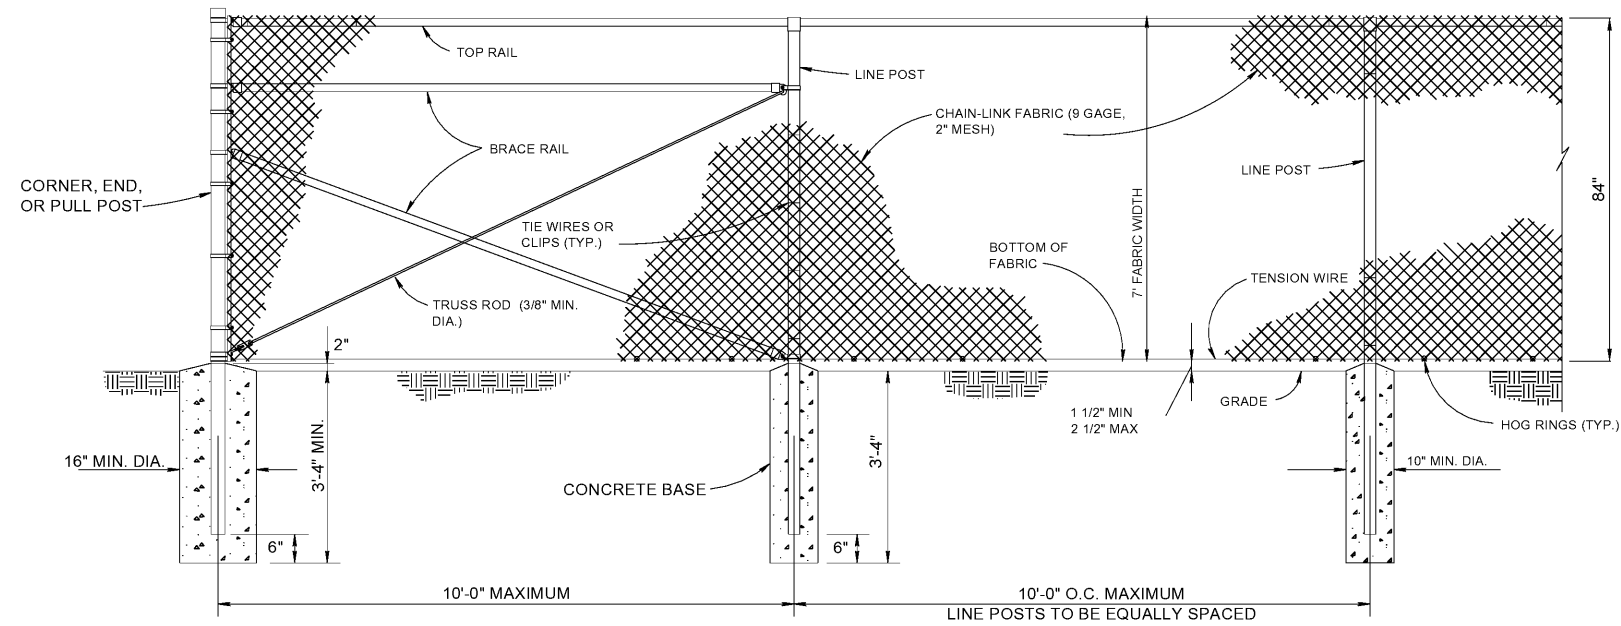 TOP RAIL
LINE POST
CHAIN-LINK FABRIC (9 GAGE,
2" MESH)
BRACE RAIL
LINE POST
CORNER, END,
OR PULL POST
84"
TIE WIRES OR
CLIPS (TYP.)
7' FABRIC WIDTH
BOTTOM OF
FABRIC
TENSION WIRE
TRUSS ROD (3/8" MIN.
DIA.)
2"
GRADE
1 1/2" MIN
2 1/2" MAX
HOG RINGS (TYP.)
16" MIN. DIA.
3'-4" MIN.
CONCRETE BASE
3'-4"
10" MIN. DIA.
6"
6"
10'-0" MAXIMUM
10'-0" O.C. MAXIMUM
LINE POSTS TO BE EQUALLY SPACED